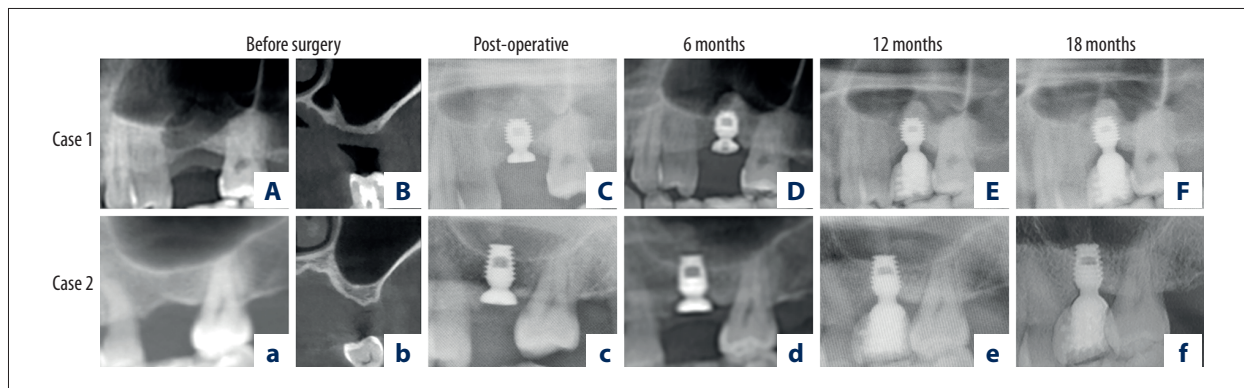 Before surgery Post-operative 6 months 12 months 18 months
Case 1
A B C D E F
Case 2
a b c d e f